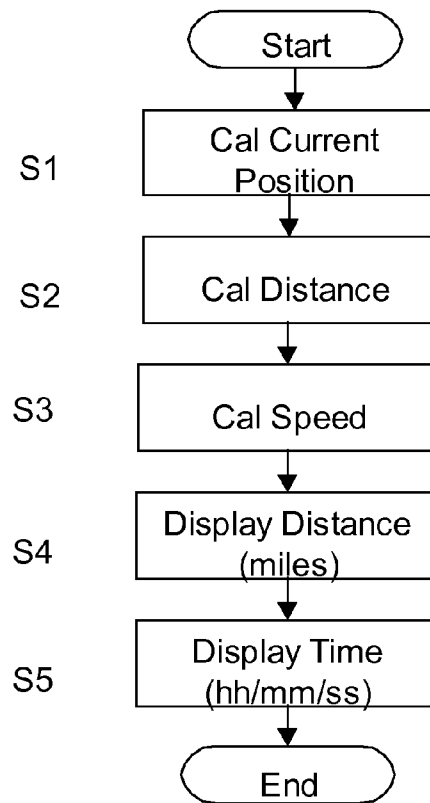 Start
S1
Cal Current
Position
S2
Cal Distance
S3
Cal Speed
S4
Display Distance
(miles)
S5
Display Time
(hh/mm/ss)
End